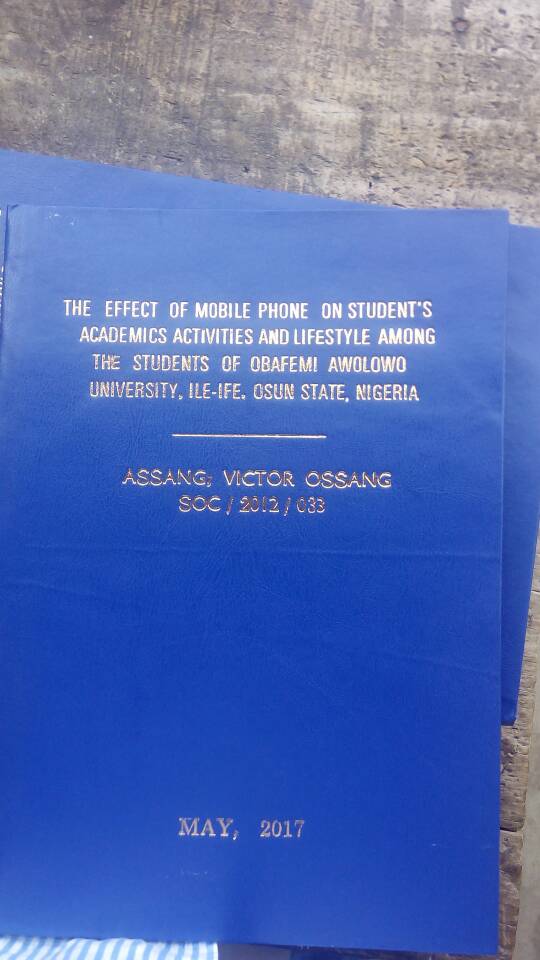 THE EFFECT OF MOBILE PHONE ON STUDENT'S
ACADEMICS ACTIVITIES AND LIFESTYLE AMONG
THE STUDENTS OF OBAFEMI AWOLOWO
UNIVERSITY, ILE-IFE. OSUN STATE, NIGERIA
ASSANG; VICTOR OSSANG
SOC / 2012 / 033
MAY, 2017